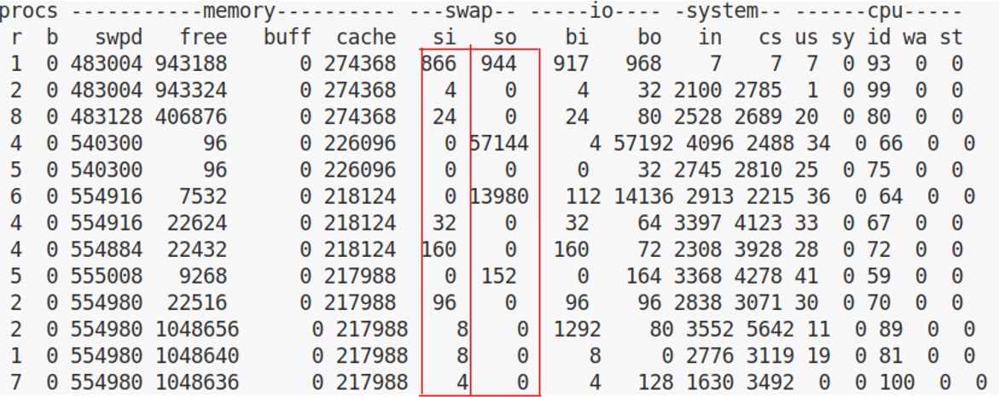 procs -----------memory---------- ---swap-- -----io---- -system-- ------cpu-----
r b swpd free buff cache si so bi bo in cs us sy id wa st
1 0 483004 943188 0 274368 866 944 917 968 7 7 7 0 93 0 0
2 0 483004 943324 0 274368 4 0 4 32 2100 2785 1 0 99 0 0
8 0 483128 406876 0 274368 24 0 24 80 2528 2689 20 0 80 0 0
4 0 540300 96 0 226096 0 57144 4 57192 4096 2488 34 0 66 0 0
5 0 540300 96 0 226096 0 0 0 32 2745 2810 25 0 75 0 0
6 0 554916 7532 0 218124 0 13980 112 14136 2913 2215 36 0 64 0 0
4 0 554916 22624 0 218124 32 0 32 64 3397 4123 33 0 67 0 0
4 0 554884 22432 0 218124 160 0 160 72 2308 3928 28 0 72 0 0
5 0 555008 9268 0 217988 0 152 0 164 3368 4278 41 0 59 0 0
2 0 554980 22516 0 217988 96 0 96 96 2838 3071 30 0 70 0 0
2 0 554980 1048656 0 217988 8 0 1292 80 3552 5642 11 0 89 0 0
1 0 554980 1048640 0 217988 8 0 8 0 2776 3119 19 0 81 0 0
7 0 554980 1048636 0 217988 4 0 4 128 1630 3492 0 0 100 0 0